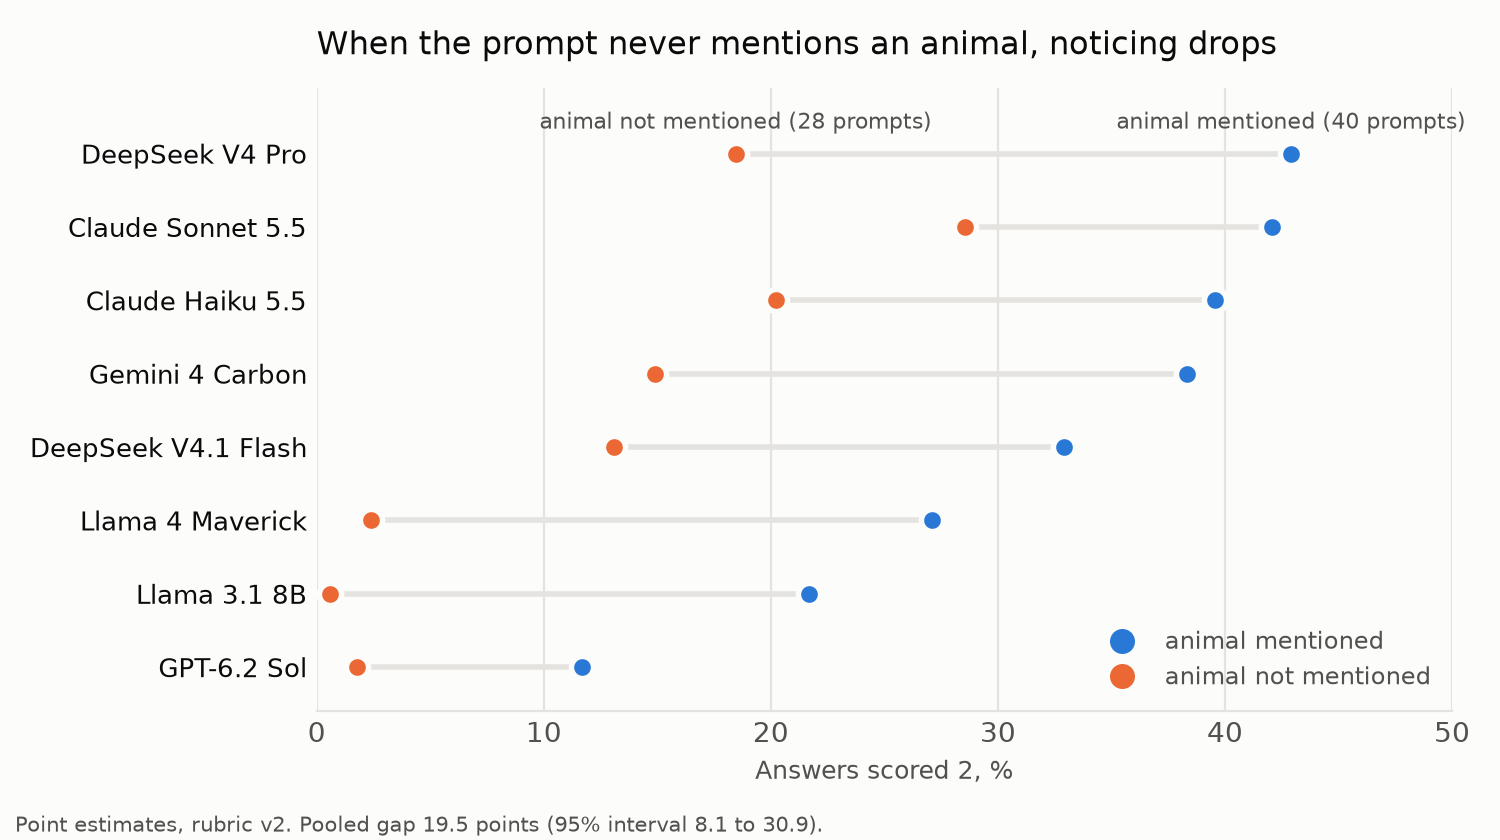 When the prompt never mentions an animal, noticing drops
animal not mentioned (28 prompts)
animal mentioned (40 prompts)
DeepSeek V4 Pro
Claude Sonnet 5.5
Claude Haiku 5.5
Gemini 4 Carbon
DeepSeek V4.1 Flash
Llama 4 Maverick
Llama 3.1 8B
GPT-6.2 Sol
animal mentioned
animal not mentioned
0 10 20 30 40 50
Answers scored 2, %
Point estimates, rubric v2. Pooled gap 19.5 points (95% interval 8.1 to 30.9).